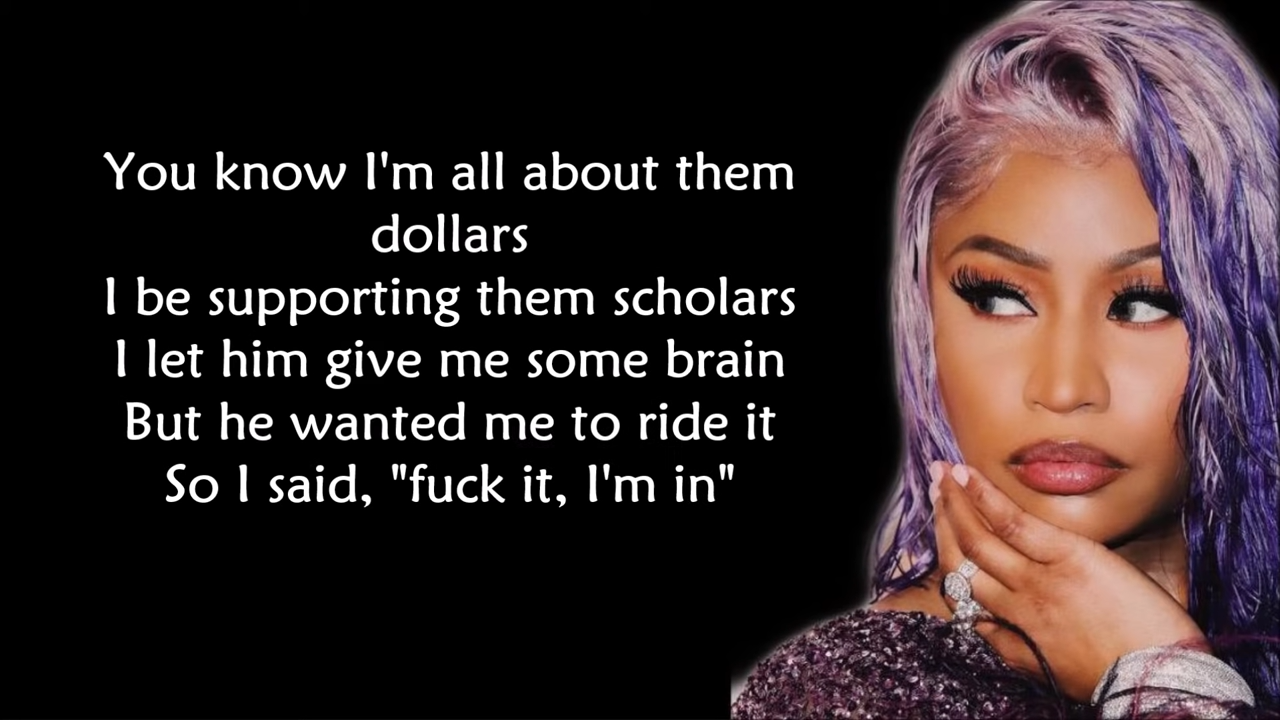 You know I'm all about them
dollars
I be supporting them scholars
I let him give me some brain
But he wanted me to ride it
So I said, "fuck it, I'm in"